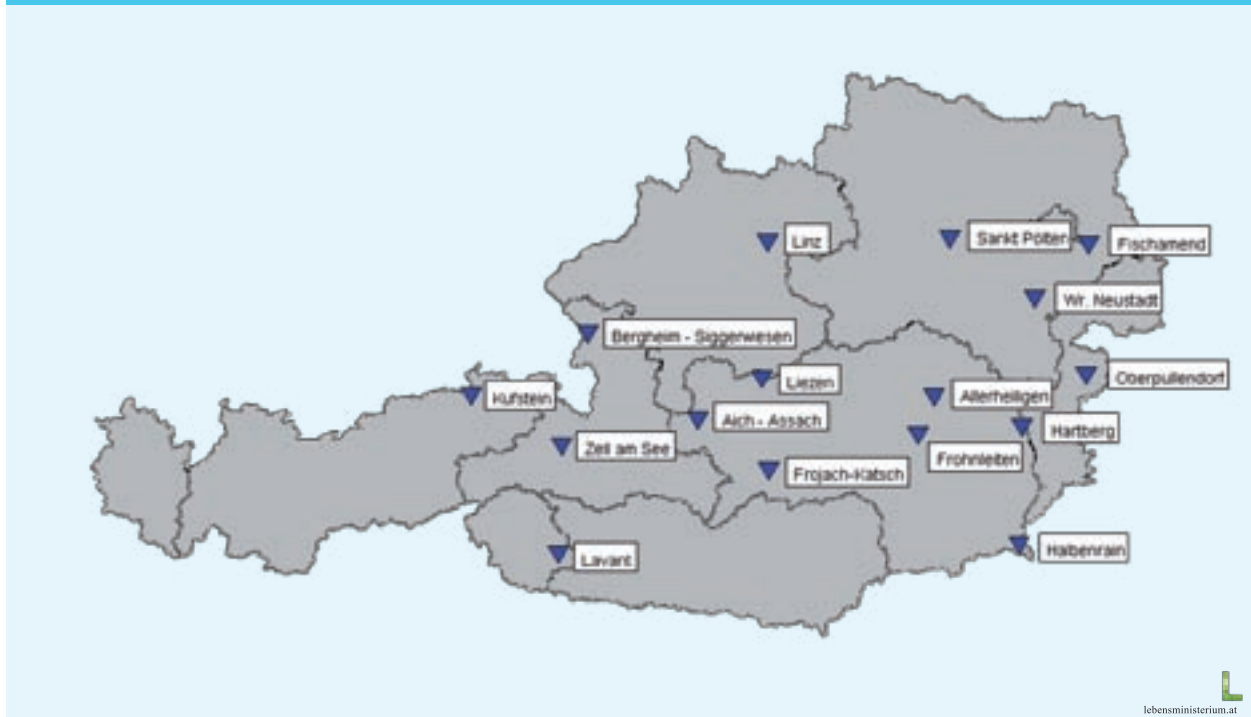 Linz
Sankt Pölten
Fischamend
Wr. Neustadt
Bergheim - Siggerwiesen
Liezen
Oberpullendorf
Kufstein
Allerheiligen
Aich - Assach
Hartberg
Zell am See
Frohnleiten
Frojach-Katsch
Halbenrain
Lavant
lebensministerium.at